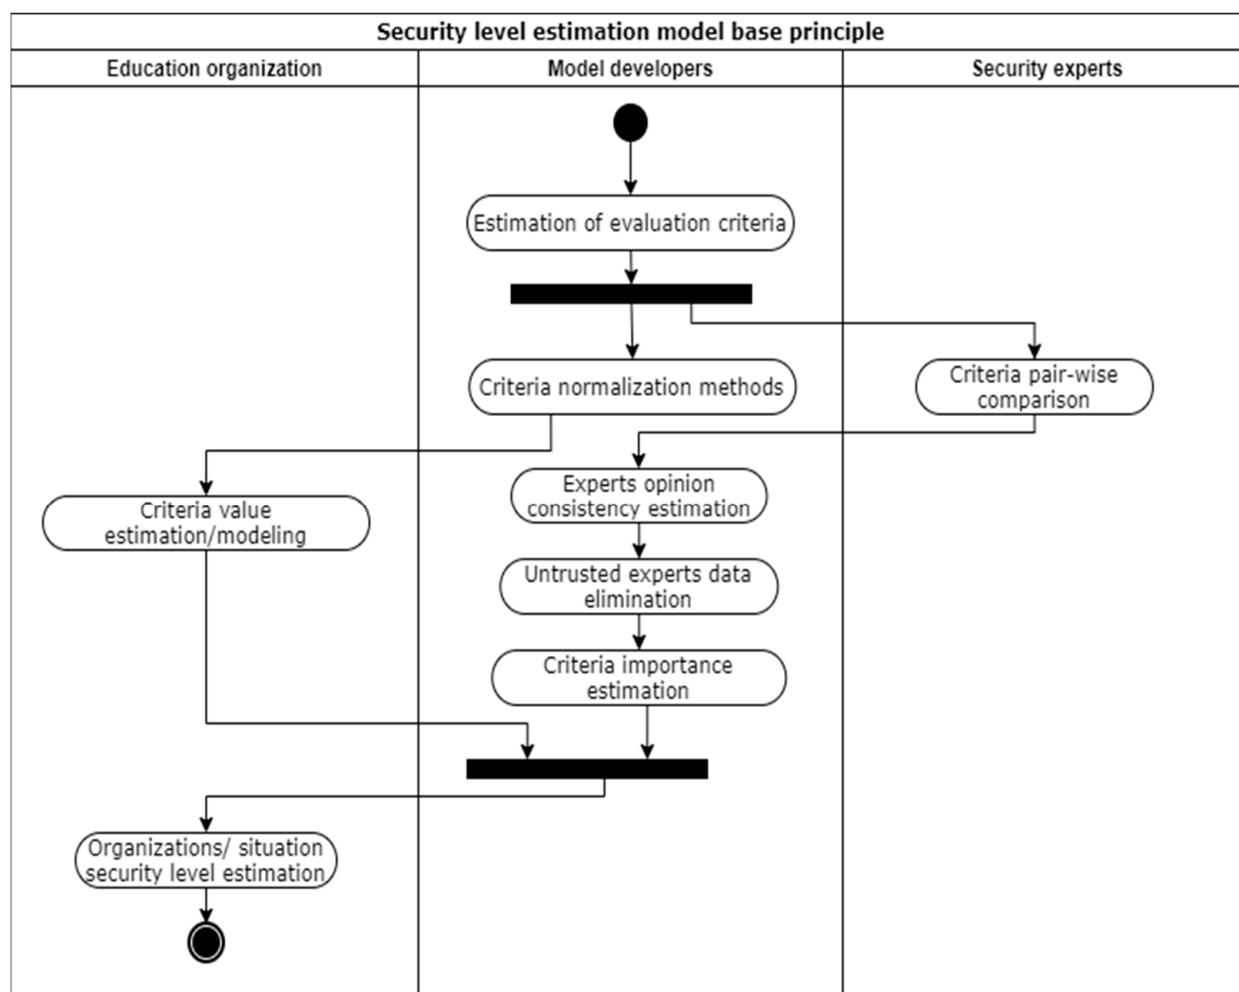 Security level estimation model base principle
Education organization
Model developers
Security experts
Estimation of evaluation criteria
Criteria normalization methods
Criteria pair-wise
comparison
Experts opinion
consistency estimation
Criteria value
estimation/modeling
Untrusted experts data
elimination
Criteria importance
estimation
Organizations/ situation
security level estimation